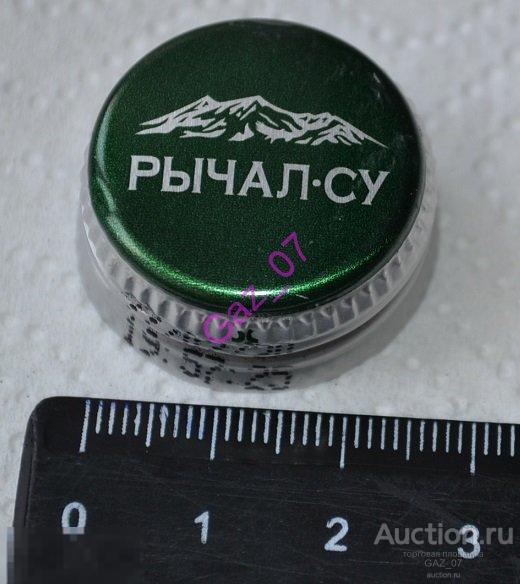 РЫЧАЛ·СУ
GAZ_07
0 1 2 3
Auction.ru
торговая площадка
GAZ_07
auction.ru